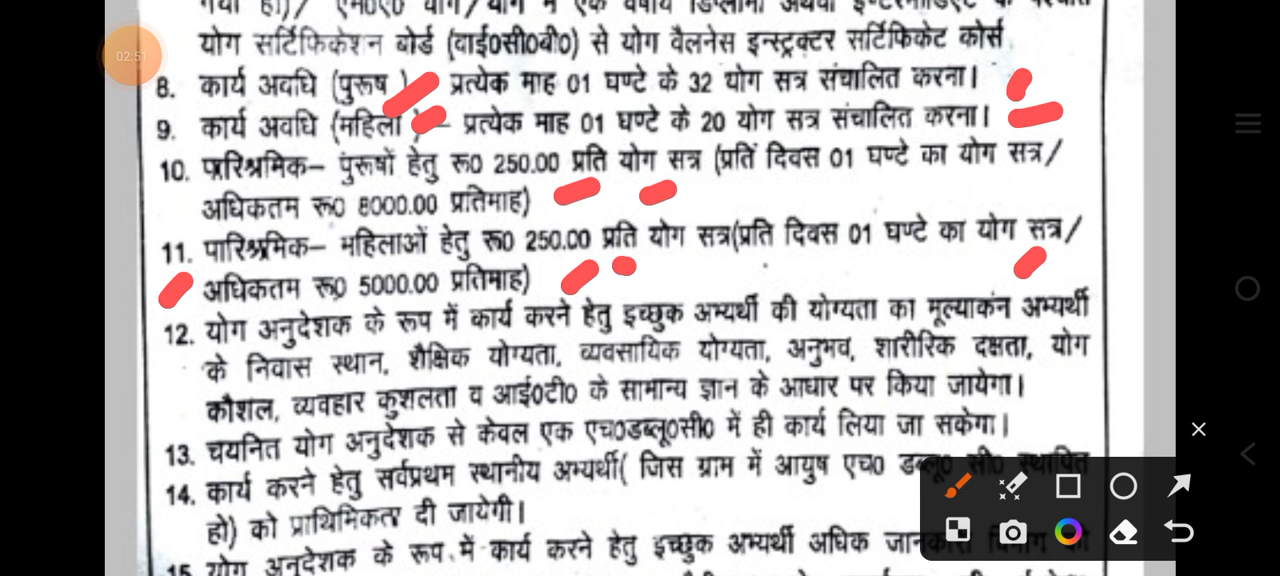 योग सर्टिफिकेशन बोर्ड (वाई०सी०बी०) से योग वैलनेस इन्स्ट्रक्टर सर्टिफिकेट कोर्स
8. कार्य अवधि (पुरूष ) प्रत्येक माह 01 घण्टे के 32 योग सत्र संचालित करना।
9. कार्य अवधि (महिला )– प्रत्येक माह 01 घण्टे के 20 योग सत्र संचालित करना।
10. पारिश्रमिक– पुरूषों हेतु रू0 250.00 प्रति योग सत्र (प्रति दिवस 01 घण्टे का योग सत्र/
अधिकतम रू0 8000.00 प्रतिमाह)
11. पारिश्रमिक– महिलाओं हेतु रू0 250.00 प्रति योग सत्र(प्रति दिवस 01 घण्टे का योग सत्र/
अधिकतम रू0 5000.00 प्रतिमाह)
12. योग अनुदेशक के रूप में कार्य करने हेतु इच्छुक अभ्यर्थी की योग्यता का मूल्याकंन अभ्यर्थी
के निवास स्थान, शैक्षिक योग्यता, व्यवसायिक योग्यता, अनुभव, शारीरिक दक्षता, योग
कौशल, व्यवहार कुशलता व आई0टी0 के सामान्य ज्ञान के आधार पर किया जायेगा।
13. चयनित योग अनुदेशक से केवल एक एच0डब्लू0सी0 में ही कार्य लिया जा सकेगा।
14. कार्य करने हेतु सर्वप्रथम स्थानीय अभ्यर्थी( जिस ग्राम में आयुष एच0 डब्लू0 सी0 स्थापित
हो) को प्राथिमिकता दी जायेगी।
15. योग अनुदेशक के रूप में कार्य करने हेतु इच्छुक अभ्यर्थी अधिक जानकारी विभाग की
02:51